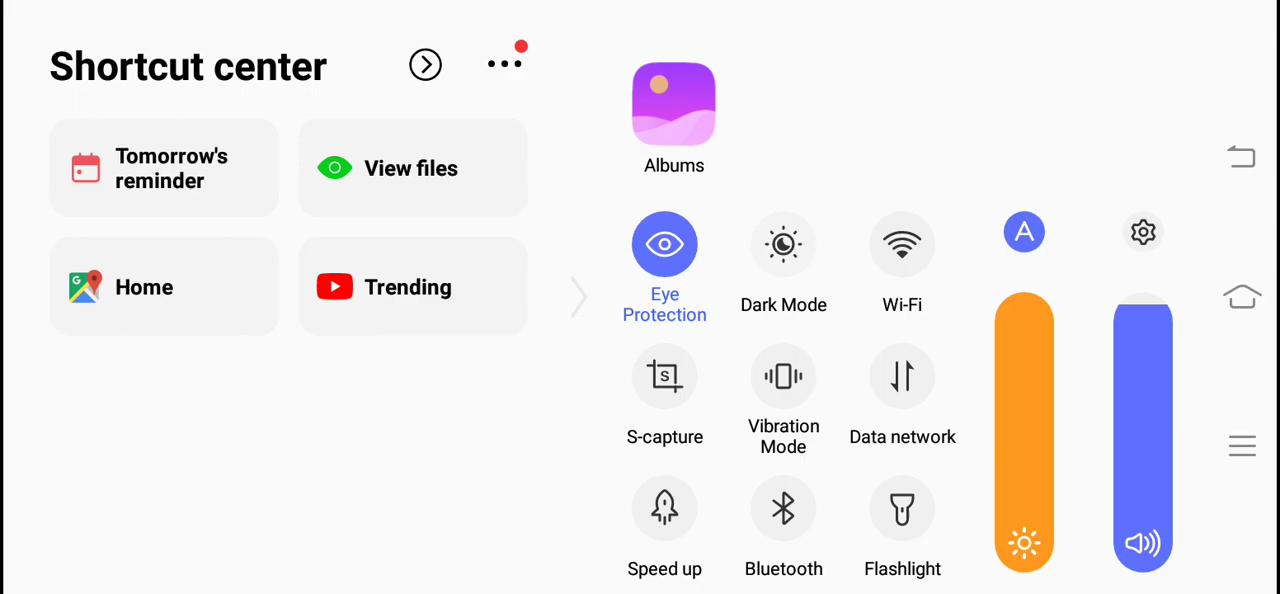 Shortcut center
Tomorrow's
reminder
View files
Home
Trending
Albums
Eye
Protection
Dark Mode
Wi-Fi
A
S-capture
Vibration
Mode
Data network
Speed up
Bluetooth
Flashlight